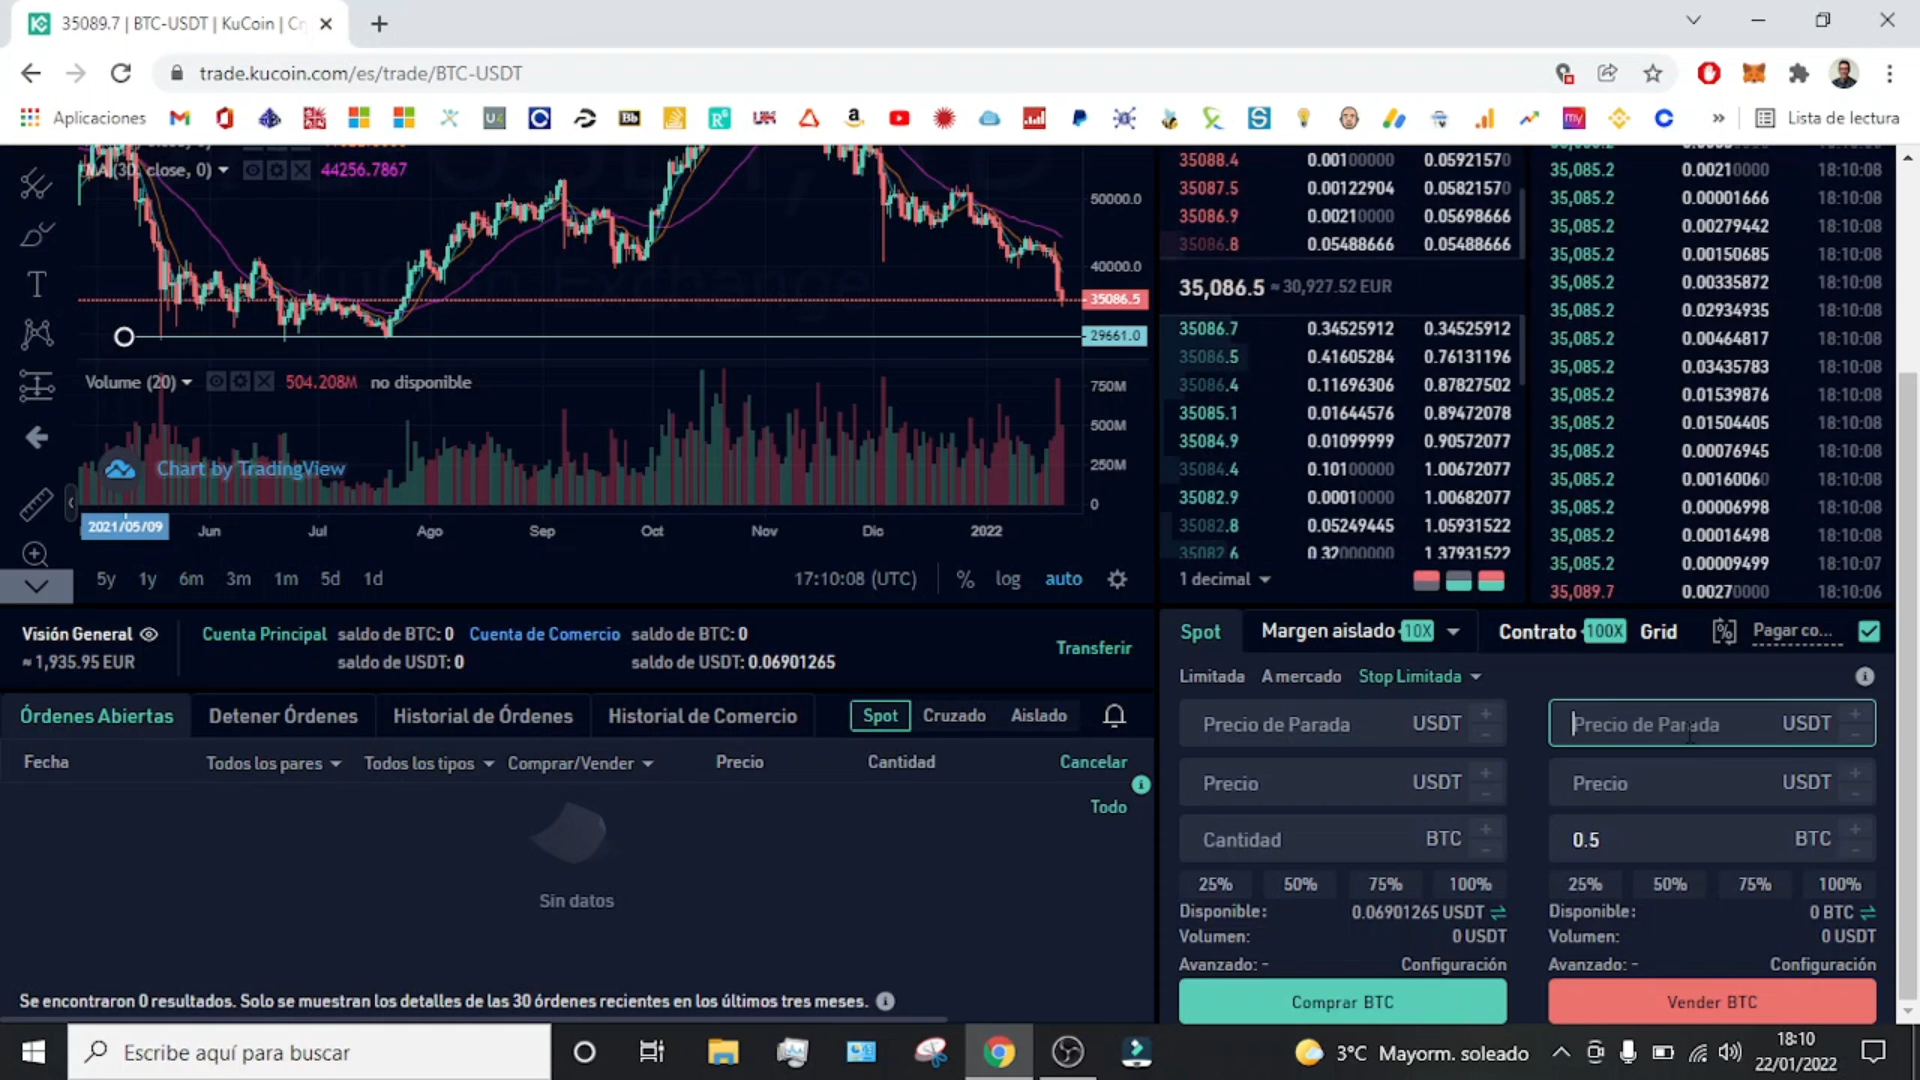 35089.7 | BTC-USDT | KuCoin | Cr
trade.kucoin.com/es/trade/BTC-USDT
Aplicaciones
Lista de lectura
MA (30, close, 0) 44256.7867
50000.0
40000.0
35086.5
29661.0
Volume (20) 504.208M no disponible
750M
500M
250M
0
Chart by TradingView
2021/05/09 Jun Jul Ago Sep Oct Nov Dic 2022
5y 1y 6m 3m 1m 5d 1d 17:10:08 (UTC) % log auto
35088.4 0.00100000 0.05921570
35087.5 0.00122904 0.05821570
35086.9 0.00210000 0.05698666
35086.8 0.05488666 0.05488666
35,086.5 ≈ 30,927.52 EUR
35086.7 0.34525912 0.34525912
35086.5 0.41605284 0.76131196
35086.4 0.11696306 0.87827502
35085.1 0.01644576 0.89472078
35084.9 0.01099999 0.90572077
35084.4 0.10100000 1.00672077
35082.9 0.00010000 1.00682077
35082.8 0.05249445 1.05931522
35082.6 0.32000000 1.37931522
1 decimal
35,085.2 0.00210000 18:10:08
35,085.2 0.00001666 18:10:08
35,085.2 0.00279442 18:10:08
35,085.2 0.00150685 18:10:08
35,085.2 0.00335872 18:10:08
35,085.2 0.02934935 18:10:08
35,085.2 0.00464817 18:10:08
35,085.2 0.03435783 18:10:08
35,085.2 0.01539876 18:10:08
35,085.2 0.01504405 18:10:08
35,085.2 0.00076945 18:10:08
35,085.2 0.00160060 18:10:08
35,085.2 0.00006998 18:10:08
35,085.2 0.00016498 18:10:08
35,085.2 0.00009499 18:10:07
35,089.7 0.00270000 18:10:06
Visión General
≈ 1,935.95 EUR
Cuenta Principal saldo de BTC: 0 Cuenta de Comercio saldo de BTC: 0
saldo de USDT: 0 saldo de USDT: 0.06901265
Transferir
Órdenes Abiertas Detener Órdenes Historial de Órdenes Historial de Comercio Spot Cruzado Aislado
Fecha Todos los pares Todos los tipos Comprar/Vender Precio Cantidad Cancelar
Todo
Sin datos
Se encontraron 0 resultados. Solo se muestran los detalles de las 30 órdenes recientes en los últimos tres meses.
Spot Margen aislado 10X Contrato 100X Grid Pagar co...
Limitada A mercado Stop Limitada
Precio de Parada USDT
Precio USDT
Cantidad BTC
25% 50% 75% 100%
Disponible: 0.06901265 USDT
Volumen: 0 USDT
Avanzado: - Configuración
Comprar BTC
Precio de Parada USDT
Precio USDT
0.5 BTC
25% 50% 75% 100%
Disponible: 0 BTC
Volumen: 0 USDT
Avanzado: - Configuración
Vender BTC
Escribe aquí para buscar
3°C Mayorm. soleado
18:10
22/01/2022